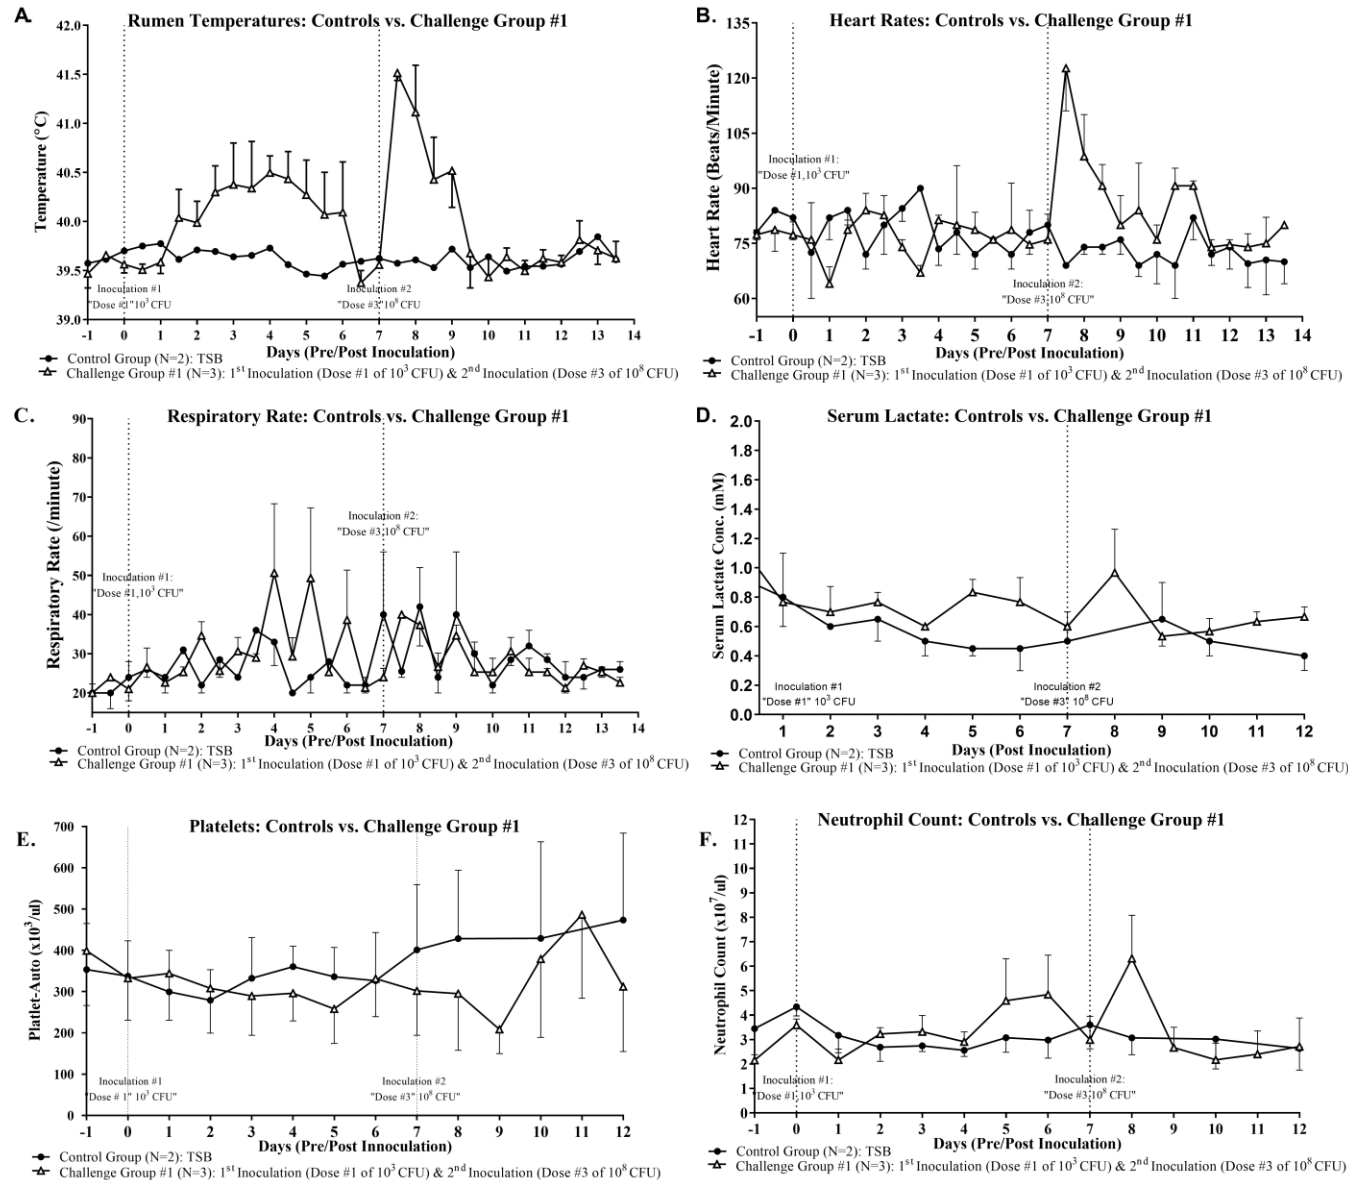 A.
Rumen Temperatures: Controls vs. Challenge Group #1
42.0
41.5
41.0
40.5
40.0
39.5
39.0
Temperature (°C)
Inoculation #1
"Dose #1"10³ CFU
Inoculation #2
"Dose #3"10⁸ CFU
-1 0 1 2 3 4 5 6 7 8 9 10 11 12 13 14
Days (Pre/Post Inoculation)
Control Group (N=2): TSB
Challenge Group #1 (N=3): 1st Inoculation (Dose #1 of 10³ CFU) & 2nd Inoculation (Dose #3 of 10⁸ CFU)
B.
Heart Rates: Controls vs. Challenge Group #1
135
120
105
90
75
60
Heart Rate (Beats/Minute)
Inoculation #1:
"Dose #1,10³ CFU"
Inoculation #2:
"Dose #3,10⁸ CFU"
-1 0 1 2 3 4 5 6 7 8 9 10 11 12 13 14
Days (Pre/Post Inoculation)
Control Group (N=2): TSB
Challenge Group #1 (N=3): 1st Inoculation (Dose #1 of 10³ CFU) & 2nd Inoculation (Dose #3 of 10⁸ CFU)
C.
Respiratory Rate: Controls vs. Challenge Group #1
90
80
70
60
50
40
30
20
Respiratory Rate (/minute)
Inoculation #1:
"Dose #1,10³ CFU"
Inoculation #2:
"Dose #3,10⁸ CFU"
-1 0 1 2 3 4 5 6 7 8 9 10 11 12 13 14
Days (Pre/Post Inoculation)
Control Group (N=2): TSB
Challenge Group #1 (N=3): 1st Inoculation (Dose #1 of 10³ CFU) & 2nd Inoculation (Dose #3 of 10⁸ CFU)
D.
Serum Lactate: Controls vs. Challenge Group #1
2.0
1.8
1.6
1.4
1.2
1.0
0.8
0.6
0.4
0.2
0.0
Serum Lactate Conc. (mM)
Inoculation #1
"Dose #1" 10³ CFU
Inoculation #2
"Dose #3" 10⁸ CFU
1 2 3 4 5 6 7 8 9 10 11 12
Days (Post Inoculation)
Control Group (N=2): TSB
Challenge Group #1 (N=3): 1st Inoculation (Dose #1 of 10³ CFU) & 2nd Inoculation (Dose #3 of 10⁸ CFU)
E.
Platelets: Controls vs. Challenge Group #1
700
600
500
400
300
200
100
0
Platlet-Auto (x10³/ul)
Inoculation #1
"Dose # 1" 10³ CFU"
Inoculation #2
"Dose #3" 10⁸ CFU"
-1 0 1 2 3 4 5 6 7 8 9 10 11 12
Days (Pre/Post Inoculation)
Control Group (N=2): TSB
Challenge Group #1 (N=3): 1st Inoculation (Dose #1 of 10³ CFU) & 2nd Inoculation (Dose #3 of 10⁸ CFU)
F.
Neutrophil Count: Controls vs. Challenge Group #1
12
11
10
9
8
7
6
5
4
3
2
1
0
Neutrophil Count (x10⁷/ul)
Inoculation #1:
"Dose #1,10³ CFU"
Inoculation #2:
"Dose #3,10⁸ CFU"
-1 0 1 2 3 4 5 6 7 8 9 10 11 12
Days (Pre/Post Inoculation)
Control Group (N=2): TSB
Challenge Group #1 (N=3): 1st Inoculation (Dose #1 of 10³ CFU) & 2nd Inoculation (Dose #3 of 10⁸ CFU)